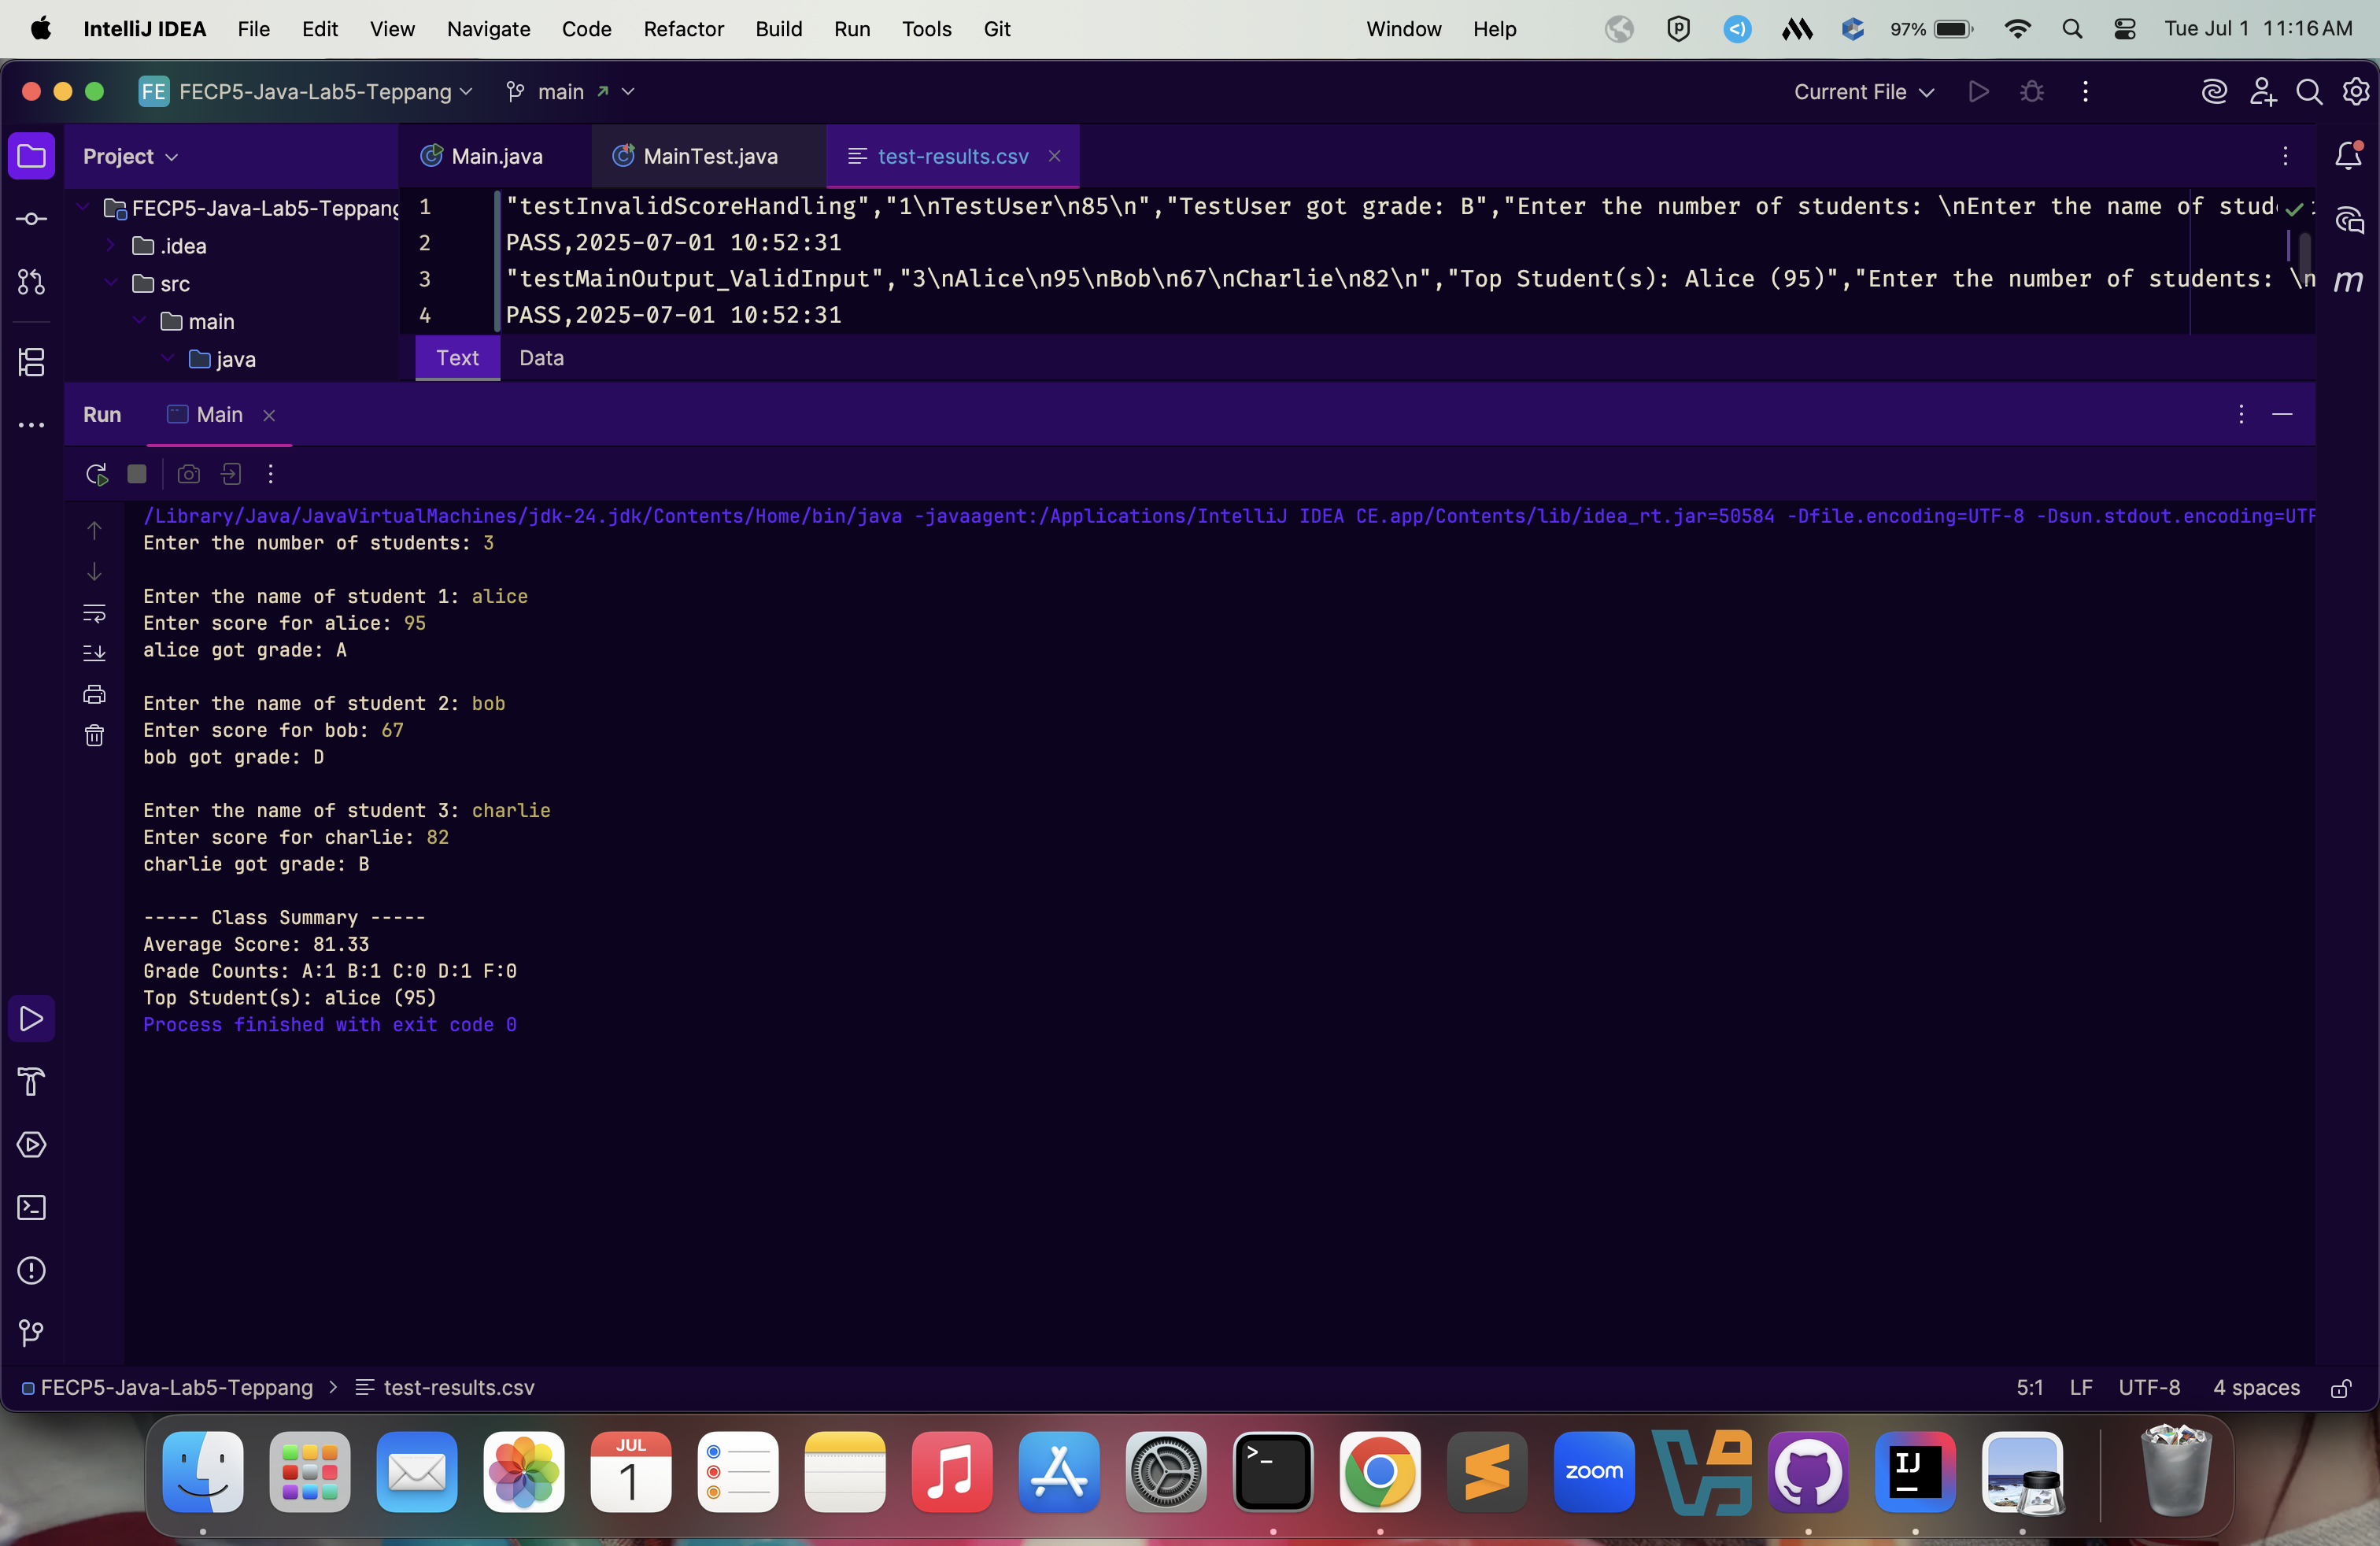 IntelliJ IDEA File Edit View Navigate Code Refactor Build Run Tools Git Window Help 97% Tue Jul 1 11:16 AM
FE FECP5-Java-Lab5-Teppang main Current File
Project
Main.java MainTest.java test-results.csv
FECP5-Java-Lab5-Teppang
.idea
src
main
java
1 "testInvalidScoreHandling","1\nTestUser\n85\n","TestUser got grade: B","Enter the number of students: \nEnter the name of stud
2 PASS,2025-07-01 10:52:31
3 "testMainOutput_ValidInput","3\nAlice\n95\nBob\n67\nCharlie\n82\n","Top Student(s): Alice (95)","Enter the number of students: \n
4 PASS,2025-07-01 10:52:31
Text Data
m
Run Main
/Library/Java/JavaVirtualMachines/jdk-24.jdk/Contents/Home/bin/java -javaagent:/Applications/IntelliJ IDEA CE.app/Contents/lib/idea_rt.jar=50584 -Dfile.encoding=UTF-8 -Dsun.stdout.encoding=UTF
Enter the number of students: 3
Enter the name of student 1: alice
Enter score for alice: 95
alice got grade: A
Enter the name of student 2: bob
Enter score for bob: 67
bob got grade: D
Enter the name of student 3: charlie
Enter score for charlie: 82
charlie got grade: B
----- Class Summary -----
Average Score: 81.33
Grade Counts: A:1 B:1 C:0 D:1 F:0
Top Student(s): alice (95)
Process finished with exit code 0
FECP5-Java-Lab5-Teppang > test-results.csv 5:1 LF UTF-8 4 spaces
JUL
1
>_
zoom
IJ